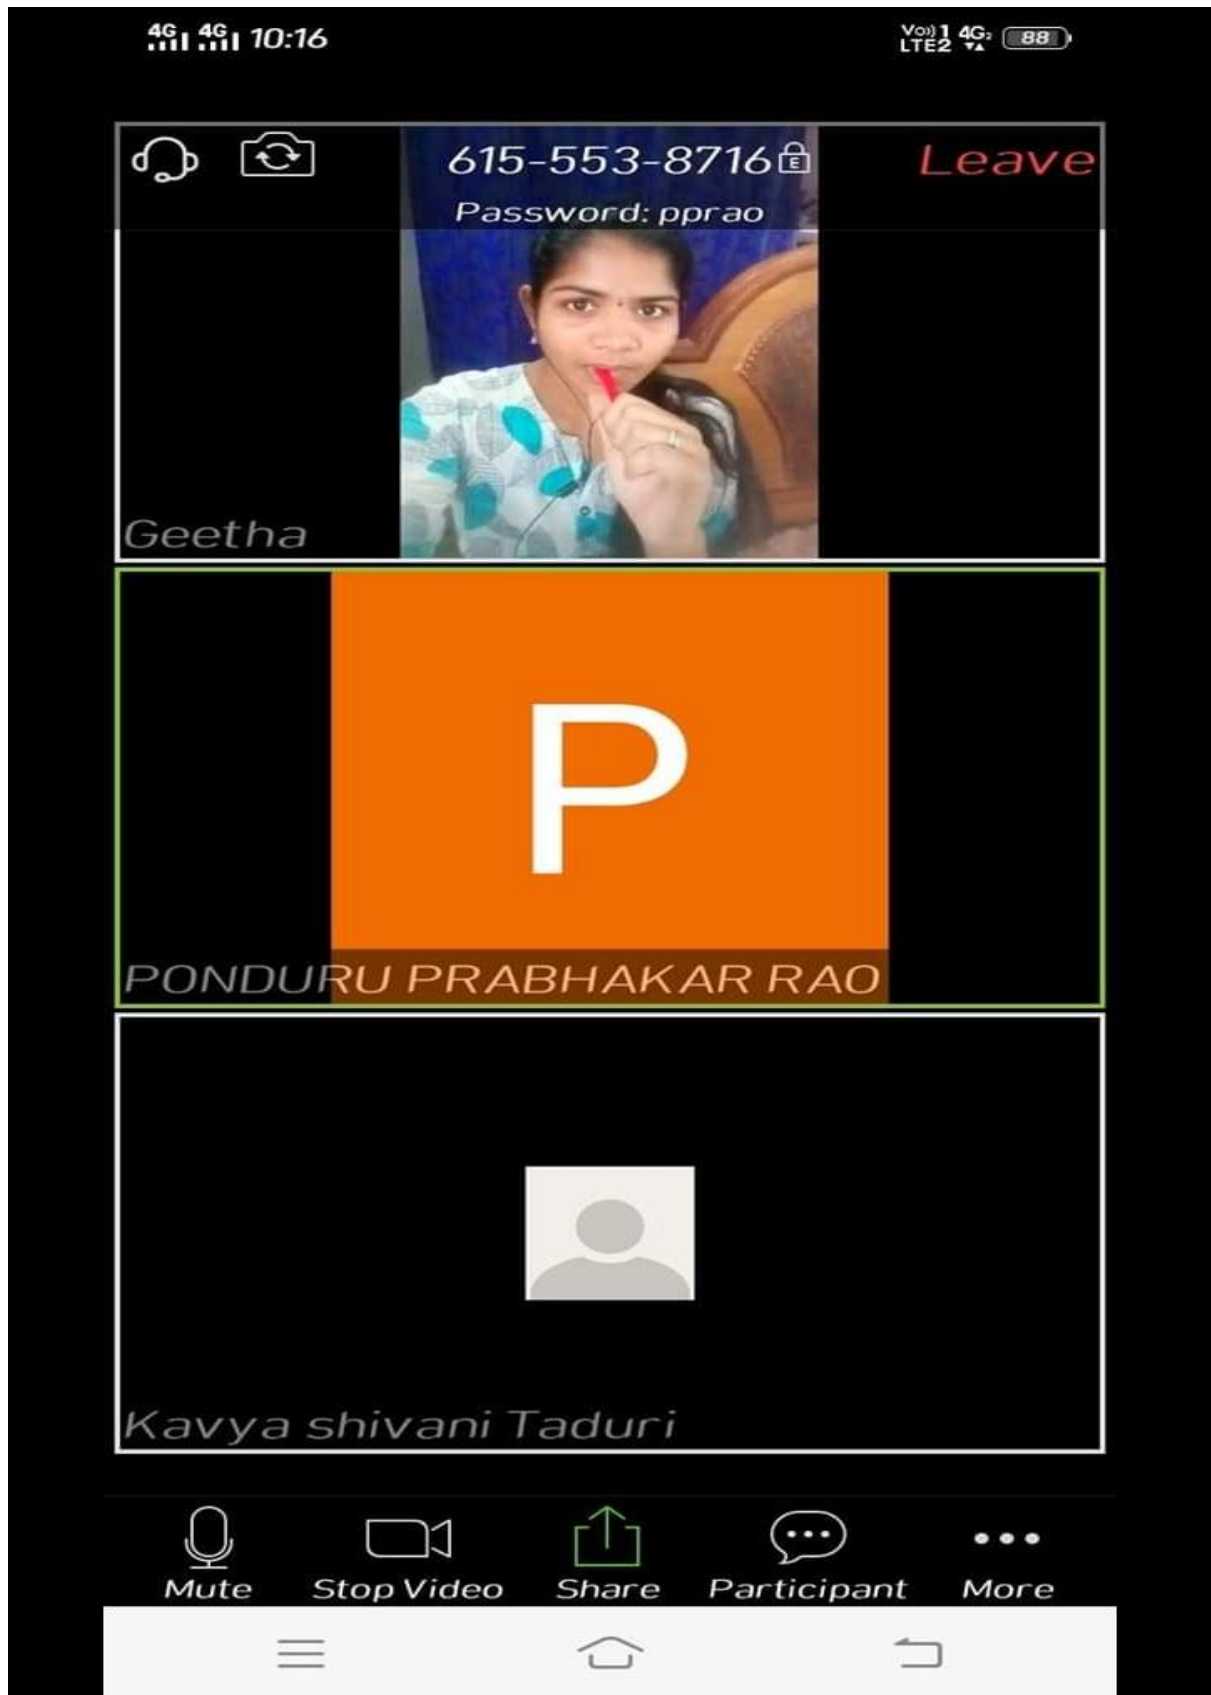 4G 4G 10:16 Vo)) 1 LTE2 4G2 88
615-553-8716 E Leave
Password: pprao
Geetha
P
PONDURU PRABHAKAR RAO
Kavya shivani Taduri
Mute Stop Video Share Participant More